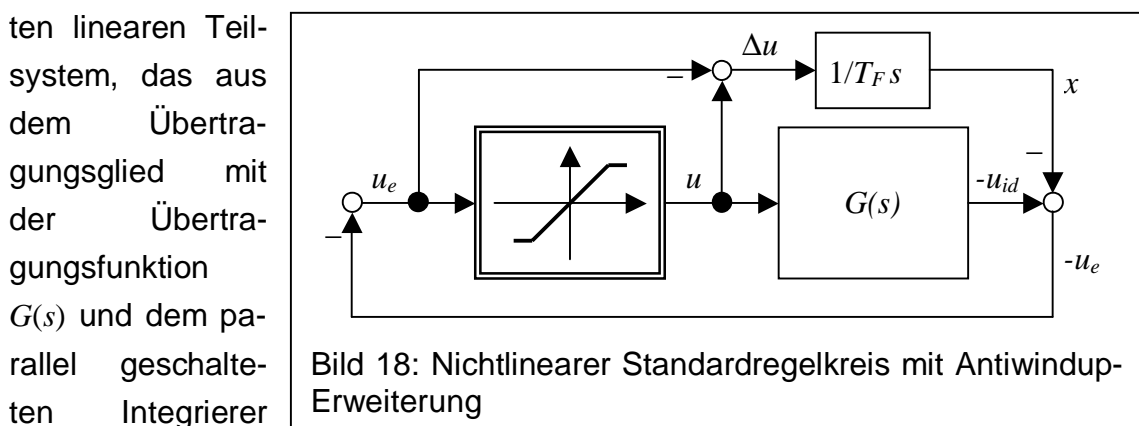 ten linearen Teil-
system, das aus
dem Übertra-
gungsglied mit
der Übertra-
gungsfunktion
G(s) und dem pa-
rallel geschalte-
ten Integrierer
Δu
–
1/T_F s
x
–
u_e
u
G(s)
-u_id
–
-u_e
Bild 18: Nichtlinearer Standardregelkreis mit Antiwindup-
Erweiterung